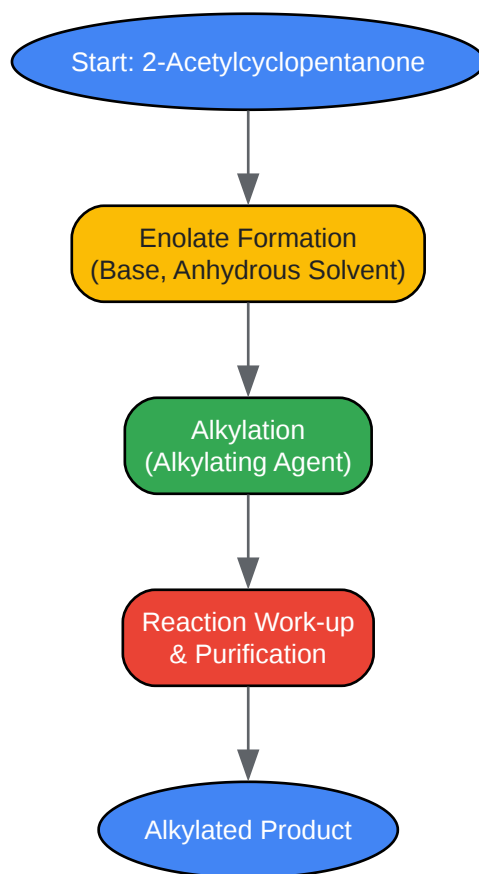 Start: 2-Acetylcyclopentanone
Enolate Formation
(Base, Anhydrous Solvent)
Alkylation
(Alkylating Agent)
Reaction Work-up
& Purification
Alkylated Product